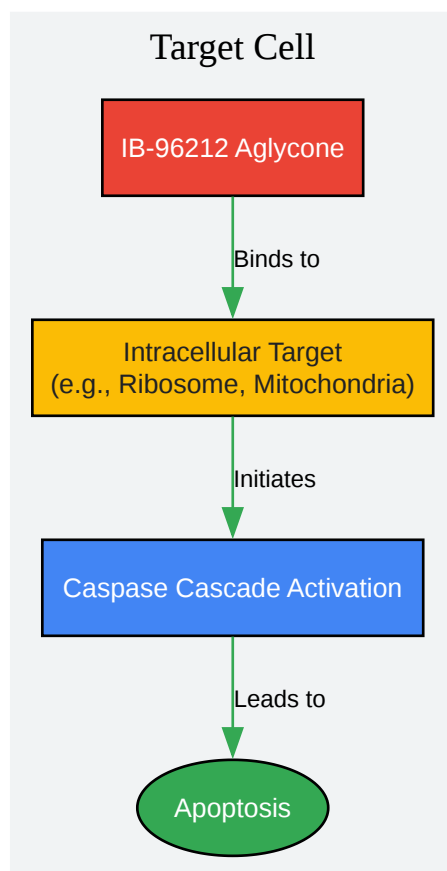 Target Cell
IB-96212 Aglycone
Binds to
Intracellular Target
(e.g., Ribosome, Mitochondria)
Initiates
Caspase Cascade Activation
Leads to
Apoptosis